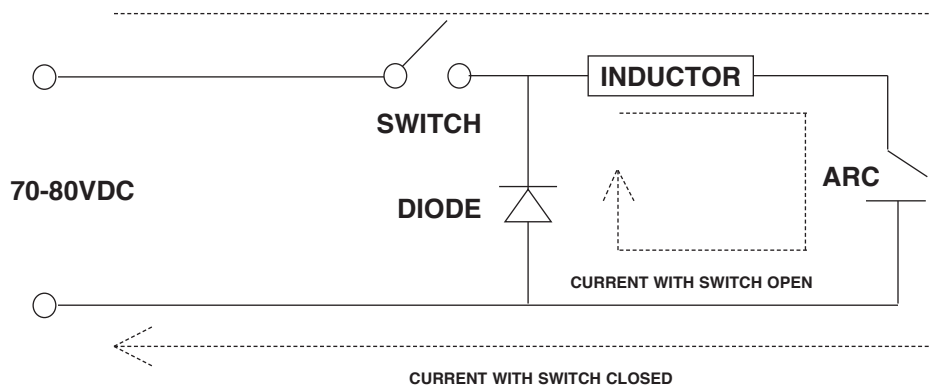 INDUCTOR
SWITCH
70-80VDC
ARC
DIODE
CURRENT WITH SWITCH OPEN
CURRENT WITH SWITCH CLOSED